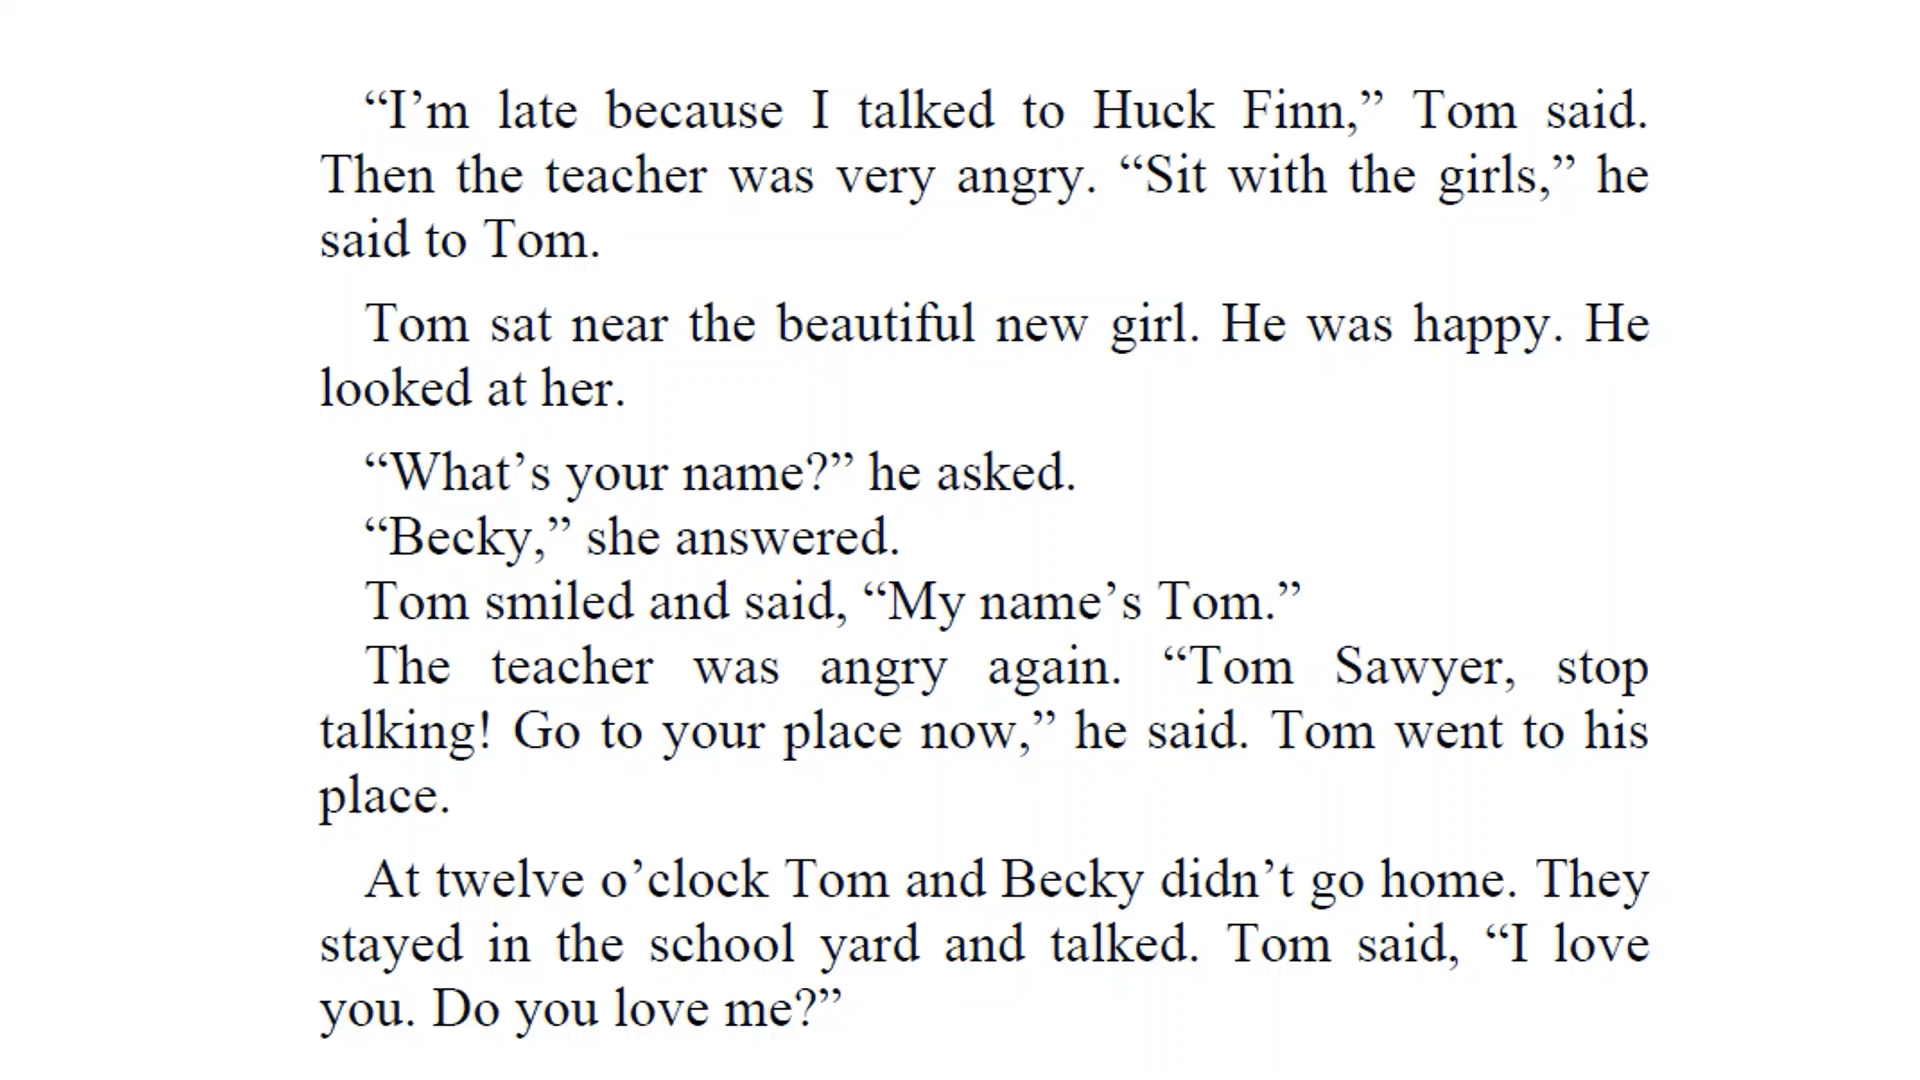 “I’m late because I talked to Huck Finn,” Tom said.
Then the teacher was very angry. “Sit with the girls,” he
said to Tom.
Tom sat near the beautiful new girl. He was happy. He
looked at her.
“What’s your name?” he asked.
“Becky,” she answered.
Tom smiled and said, “My name’s Tom.”
The teacher was angry again. “Tom Sawyer, stop
talking! Go to your place now,” he said. Tom went to his
place.
At twelve o’clock Tom and Becky didn’t go home. They
stayed in the school yard and talked. Tom said, “I love
you. Do you love me?”